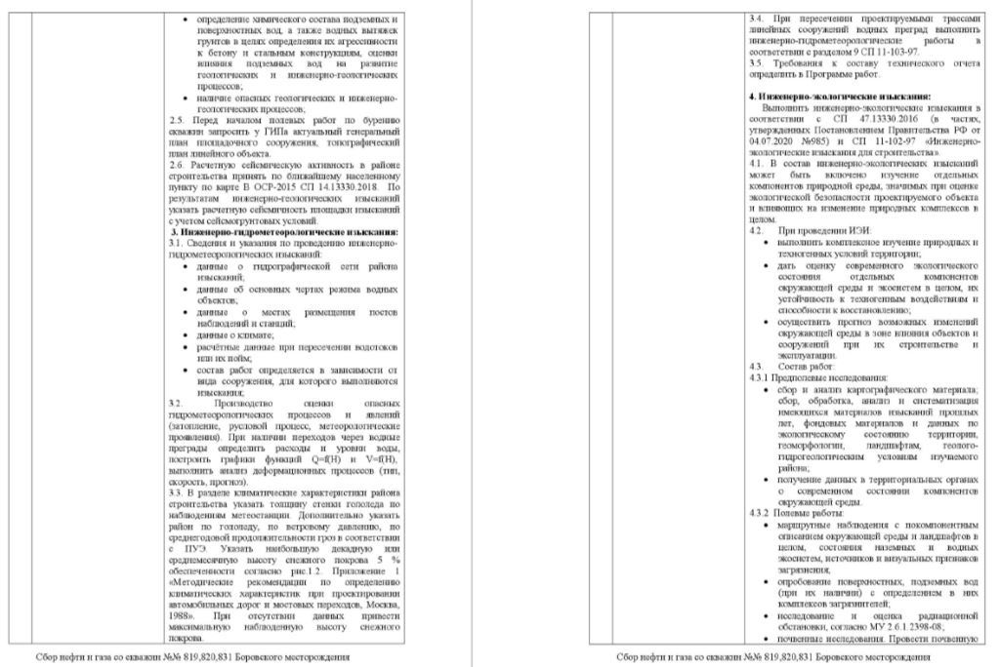 • определение химического состава подземных и
поверхностных вод, а также водных вытяжек
грунтов в целях определения их агрессивности
к бетону и стальным конструкциям, оценки
влияния подземных вод на развитие
геологических и инженерно-геологических
процессов;
• наличие опасных геологических и инженерно-
геологических процессов;
2.5. Перед началом полевых работ по бурению
скважин запросить у ГИПа актуальный генеральный
план площадочного сооружения, топографический
план линейного объекта.
2.6. Расчетную сейсмическую активность в районе
строительства принять по ближайшему населенному
пункту по карте В ОСР-2015 СП 14.13330.2018. По
результатам инженерно-геологических изысканий
указать расчетную сейсмичность площадки изысканий
с учетом сейсмогрунтовых условий.
3. Инженерно-гидрометеорологические изыскания:
3.1. Сведения и указания по проведению инженерно-
гидрометеорологических изысканий:
• данные о гидрографической сети района
изысканий;
• данные об основных чертах режима водных
объектов;
• данные о местах размещения постов
наблюдений и станций;
• данные о климате;
• расчётные данные при пересечении водотоков
или их пойм;
• состав работ определяется в зависимости от
вида сооружения, для которого выполняются
изыскания;
3.2. Производство оценки опасных
гидрометеорологических процессов и явлений
(затопление, русловой процесс, метеорологические
проявления). При наличии переходов через водные
преграды определить расходы и уровни воды,
построить графики функций Q=f(H) и V=f(H),
выполнить анализ деформационных процессов (тип,
скорость, прогноз).
3.3. В разделе климатические характеристики района
строительства указать толщину стенки гололеда по
наблюдениям метеостанции. Дополнительно указать
район по гололеду, по ветровому давлению, по
среднегодовой продолжительности гроз в соответствии
с ПУЭ. Указать наибольшую декадную или
среднемесячную высоту снежного покрова 5 %
обеспеченности согласно рис.1.2. Приложение 1
«Методические рекомендации по определению
климатических характеристик при проектировании
автомобильных дорог и мостовых переходов, Москва,
1988». При отсутствии данных привести
максимальную наблюденную высоту снежного
покрова.
Сбор нефти и газа со скважин №№ 819,820,831 Боровского месторождения
3.4. При пересечении проектируемыми трассами
линейных сооружений водных преград выполнить
инженерно-гидрометеорологические работы в
соответствии с разделом 9 СП 11-103-97.
3.5. Требования к составу технического отчета
определить в Программе работ.
4. Инженерно-экологические изыскания:
Выполнить инженерно-экологические изыскания в
соответствии с СП 47.13330.2016 (в частях,
утвержденных Постановлением Правительства РФ от
04.07.2020 №985) и СП 11-102-97 «Инженерно-
экологические изыскания для строительства».
4.1. В состав инженерно-экологических изысканий
может быть включено изучение отдельных
компонентов природной среды, значимых при оценке
экологической безопасности проектируемого объекта
и влияющих на изменение природных комплексов в
целом.
4.2. При проведении ИЭИ:
• выполнить комплексное изучение природных и
техногенных условий территории;
• дать оценку современного экологического
состояния отдельных компонентов
окружающей среды и экосистем в целом, их
устойчивость к техногенным воздействиям и
способности к восстановлению;
• осуществить прогноз возможных изменений
окружающей среды в зоне влияния объектов и
сооружений при их строительстве и
эксплуатации.
4.3. Состав работ:
4.3.1 Предполевые исследования:
• сбор и анализ картографического материала;
сбор, обработка, анализ и систематизация
имеющихся материалов изысканий прошлых
лет, фондовых материалов и данных по
экологическому состоянию территории,
геоморфологии, ландшафтам, геолого-
гидрогеологическим условиям изучаемого
района;
• получение данных в территориальных органах
о современном состоянии компонентов
окружающей среды.
4.3.2 Полевые работы:
• маршрутные наблюдения с покомпонентным
описанием окружающей среды и ландшафтов в
целом, состояния наземных и водных
экосистем, источников и визуальных признаков
загрязнения;
• опробование поверхностных, подземных вод
(при их наличии) с определением в них
комплексов загрязнителей;
• исследование и оценка радиационной
обстановки, согласно МУ 2.6.1.2398-08;
• почвенные исследования. Провести почвенную
Сбор нефти и газа со скважин №№ 819,820,831 Боровского месторождения